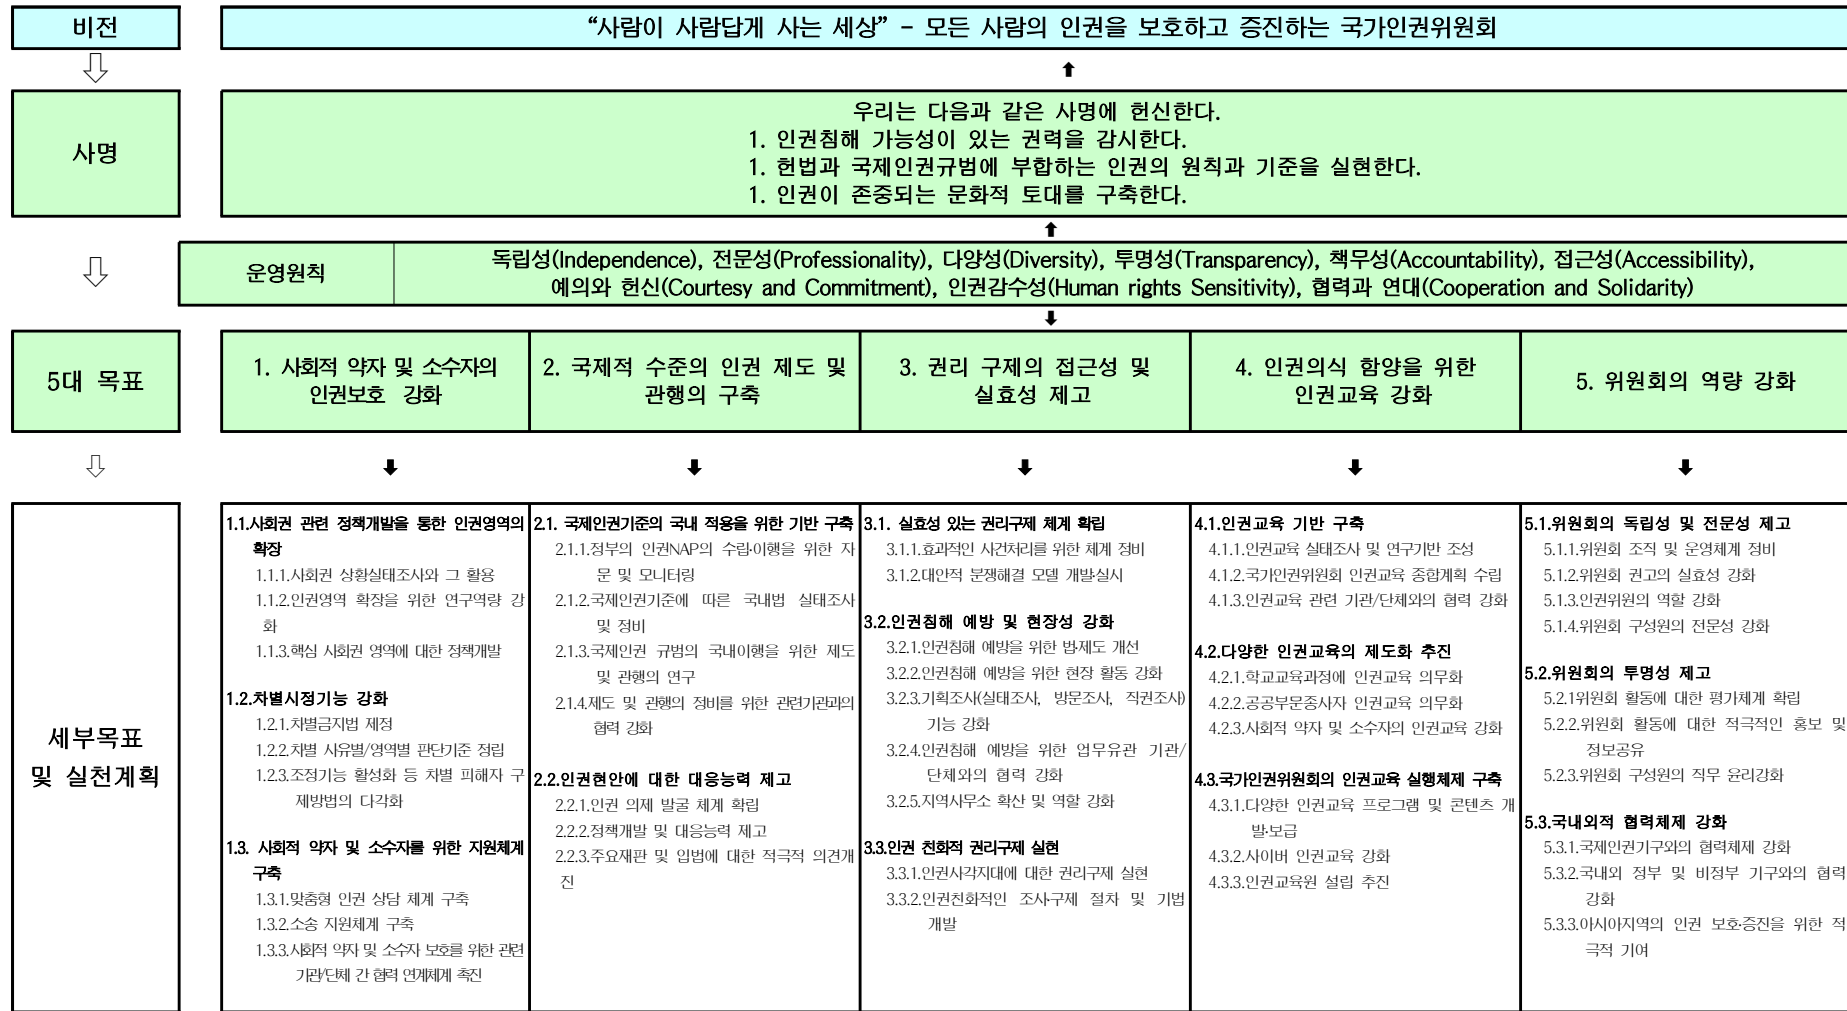 비전
“사람이 사람답게 사는 세상” - 모든 사람의 인권을 보호하고 증진하는 국가인권위원회
사명
우리는 다음과 같은 사명에 헌신한다.
1. 인권침해 가능성이 있는 권력을 감시한다.
1. 헌법과 국제인권규범에 부합하는 인권의 원칙과 기준을 실현한다.
1. 인권이 존중되는 문화적 토대를 구축한다.
운영원칙
독립성(Independence), 전문성(Professionality), 다양성(Diversity), 투명성(Transparency), 책무성(Accountability), 접근성(Accessibility),
예의와 헌신(Courtesy and Commitment), 인권감수성(Human rights Sensitivity), 협력과 연대(Cooperation and Solidarity)
5대 목표
1. 사회적 약자 및 소수자의
인권보호 강화
2. 국제적 수준의 인권 제도 및
관행의 구축
3. 권리 구제의 접근성 및
실효성 제고
4. 인권의식 함양을 위한
인권교육 강화
5. 위원회의 역량 강화
세부목표
및 실천계획
1.1.사회권 관련 정책개발을 통한 인권영역의
확장
1.1.1.사회권 상황실태조사와 그 활용
1.1.2.인권영역 확장을 위한 연구역량 강
화
1.1.3.핵심 사회권 영역에 대한 정책개발
1.2.차별시정기능 강화
1.2.1.차별금지법 제정
1.2.2.차별 사유별/영역별 판단기준 정립
1.2.3.조정기능 활성화 등 차별 피해자 구
제방법의 다각화
1.3. 사회적 약자 및 소수자를 위한 지원체계
구축
1.3.1.맞춤형 인권 상담 체계 구축
1.3.2.소송 지원체계 구축
1.3.3.사회적 약자 및 소수자 보호를 위한 관련
기관/단체 간 협력 연계체계 촉진
2.1. 국제인권기준의 국내 적용을 위한 기반 구축
2.1.1.정부의 인권NAP의 수립·이행을 위한 자
문 및 모니터링
2.1.2.국제인권기준에 따른 국내법 실태조사
및 정비
2.1.3.국제인권 규범의 국내이행을 위한 제도
및 관행의 연구
2.1.4.제도 및 관행의 정비를 위한 관련기관과의
협력 강화
2.2.인권현안에 대한 대응능력 제고
2.2.1.인권 의제 발굴 체계 확립
2.2.2.정책개발 및 대응능력 제고
2.2.3.주요재판 및 입법에 대한 적극적 의견개
진
3.1. 실효성 있는 권리구제 체계 확립
3.1.1.효과적인 사건처리를 위한 체계 정비
3.1.2.대안적 분쟁해결 모델 개발·실시
3.2.인권침해 예방 및 현장성 강화
3.2.1.인권침해 예방을 위한 법·제도 개선
3.2.2.인권침해 예방을 위한 현장 활동 강화
3.2.3.기획조사(실태조사, 방문조사, 직권조사)
기능 강화
3.2.4.인권침해 예방을 위한 업무유관 기관/
단체와의 협력 강화
3.2.5.지역사무소 확산 및 역할 강화
3.3.인권 친화적 권리구제 실현
3.3.1.인권사각지대에 대한 권리구제 실현
3.3.2.인권친화적인 조사·구제 절차 및 기법
개발
4.1.인권교육 기반 구축
4.1.1.인권교육 실태조사 및 연구기반 조성
4.1.2.국가인권위원회 인권교육 종합계획 수립
4.1.3.인권교육 관련 기관/단체와의 협력 강화
4.2.다양한 인권교육의 제도화 추진
4.2.1.학교교육과정에 인권교육 의무화
4.2.2.공공부문종사자 인권교육 의무화
4.2.3.사회적 약자 및 소수자의 인권교육 강화
4.3.국가인권위원회의 인권교육 실행체제 구축
4.3.1.다양한 인권교육 프로그램 및 콘텐츠 개
발·보급
4.3.2.사이버 인권교육 강화
4.3.3.인권교육원 설립 추진
5.1.위원회의 독립성 및 전문성 제고
5.1.1.위원회 조직 및 운영체계 정비
5.1.2.위원회 권고의 실효성 강화
5.1.3.인권위원의 역할 강화
5.1.4.위원회 구성원의 전문성 강화
5.2.위원회의 투명성 제고
5.2.1위원회 활동에 대한 평가체계 확립
5.2.2.위원회 활동에 대한 적극적인 홍보 및
정보공유
5.2.3.위원회 구성원의 직무 윤리강화
5.3.국내외적 협력체제 강화
5.3.1.국제인권기구와의 협력체제 강화
5.3.2.국내외 정부 및 비정부 기구와의 협력
강화
5.3.3.아시아지역의 인권 보호·증진을 위한 적
극적 기여